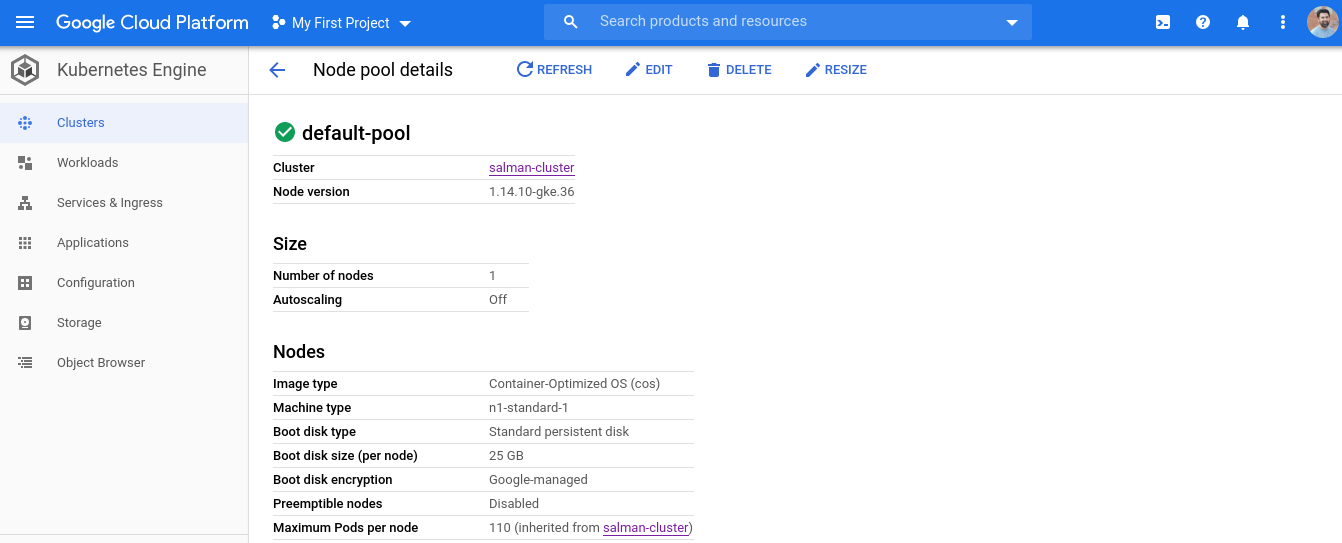 Google Cloud Platform My First Project Search products and resources
Kubernetes Engine
Clusters
Workloads
Services & Ingress
Applications
Configuration
Storage
Object Browser
Node pool details REFRESH EDIT DELETE RESIZE
default-pool
Cluster salman-cluster
Node version 1.14.10-gke.36
Size
Number of nodes 1
Autoscaling Off
Nodes
Image type Container-Optimized OS (cos)
Machine type n1-standard-1
Boot disk type Standard persistent disk
Boot disk size (per node) 25 GB
Boot disk encryption Google-managed
Preemptible nodes Disabled
Maximum Pods per node 110 (inherited from salman-cluster)